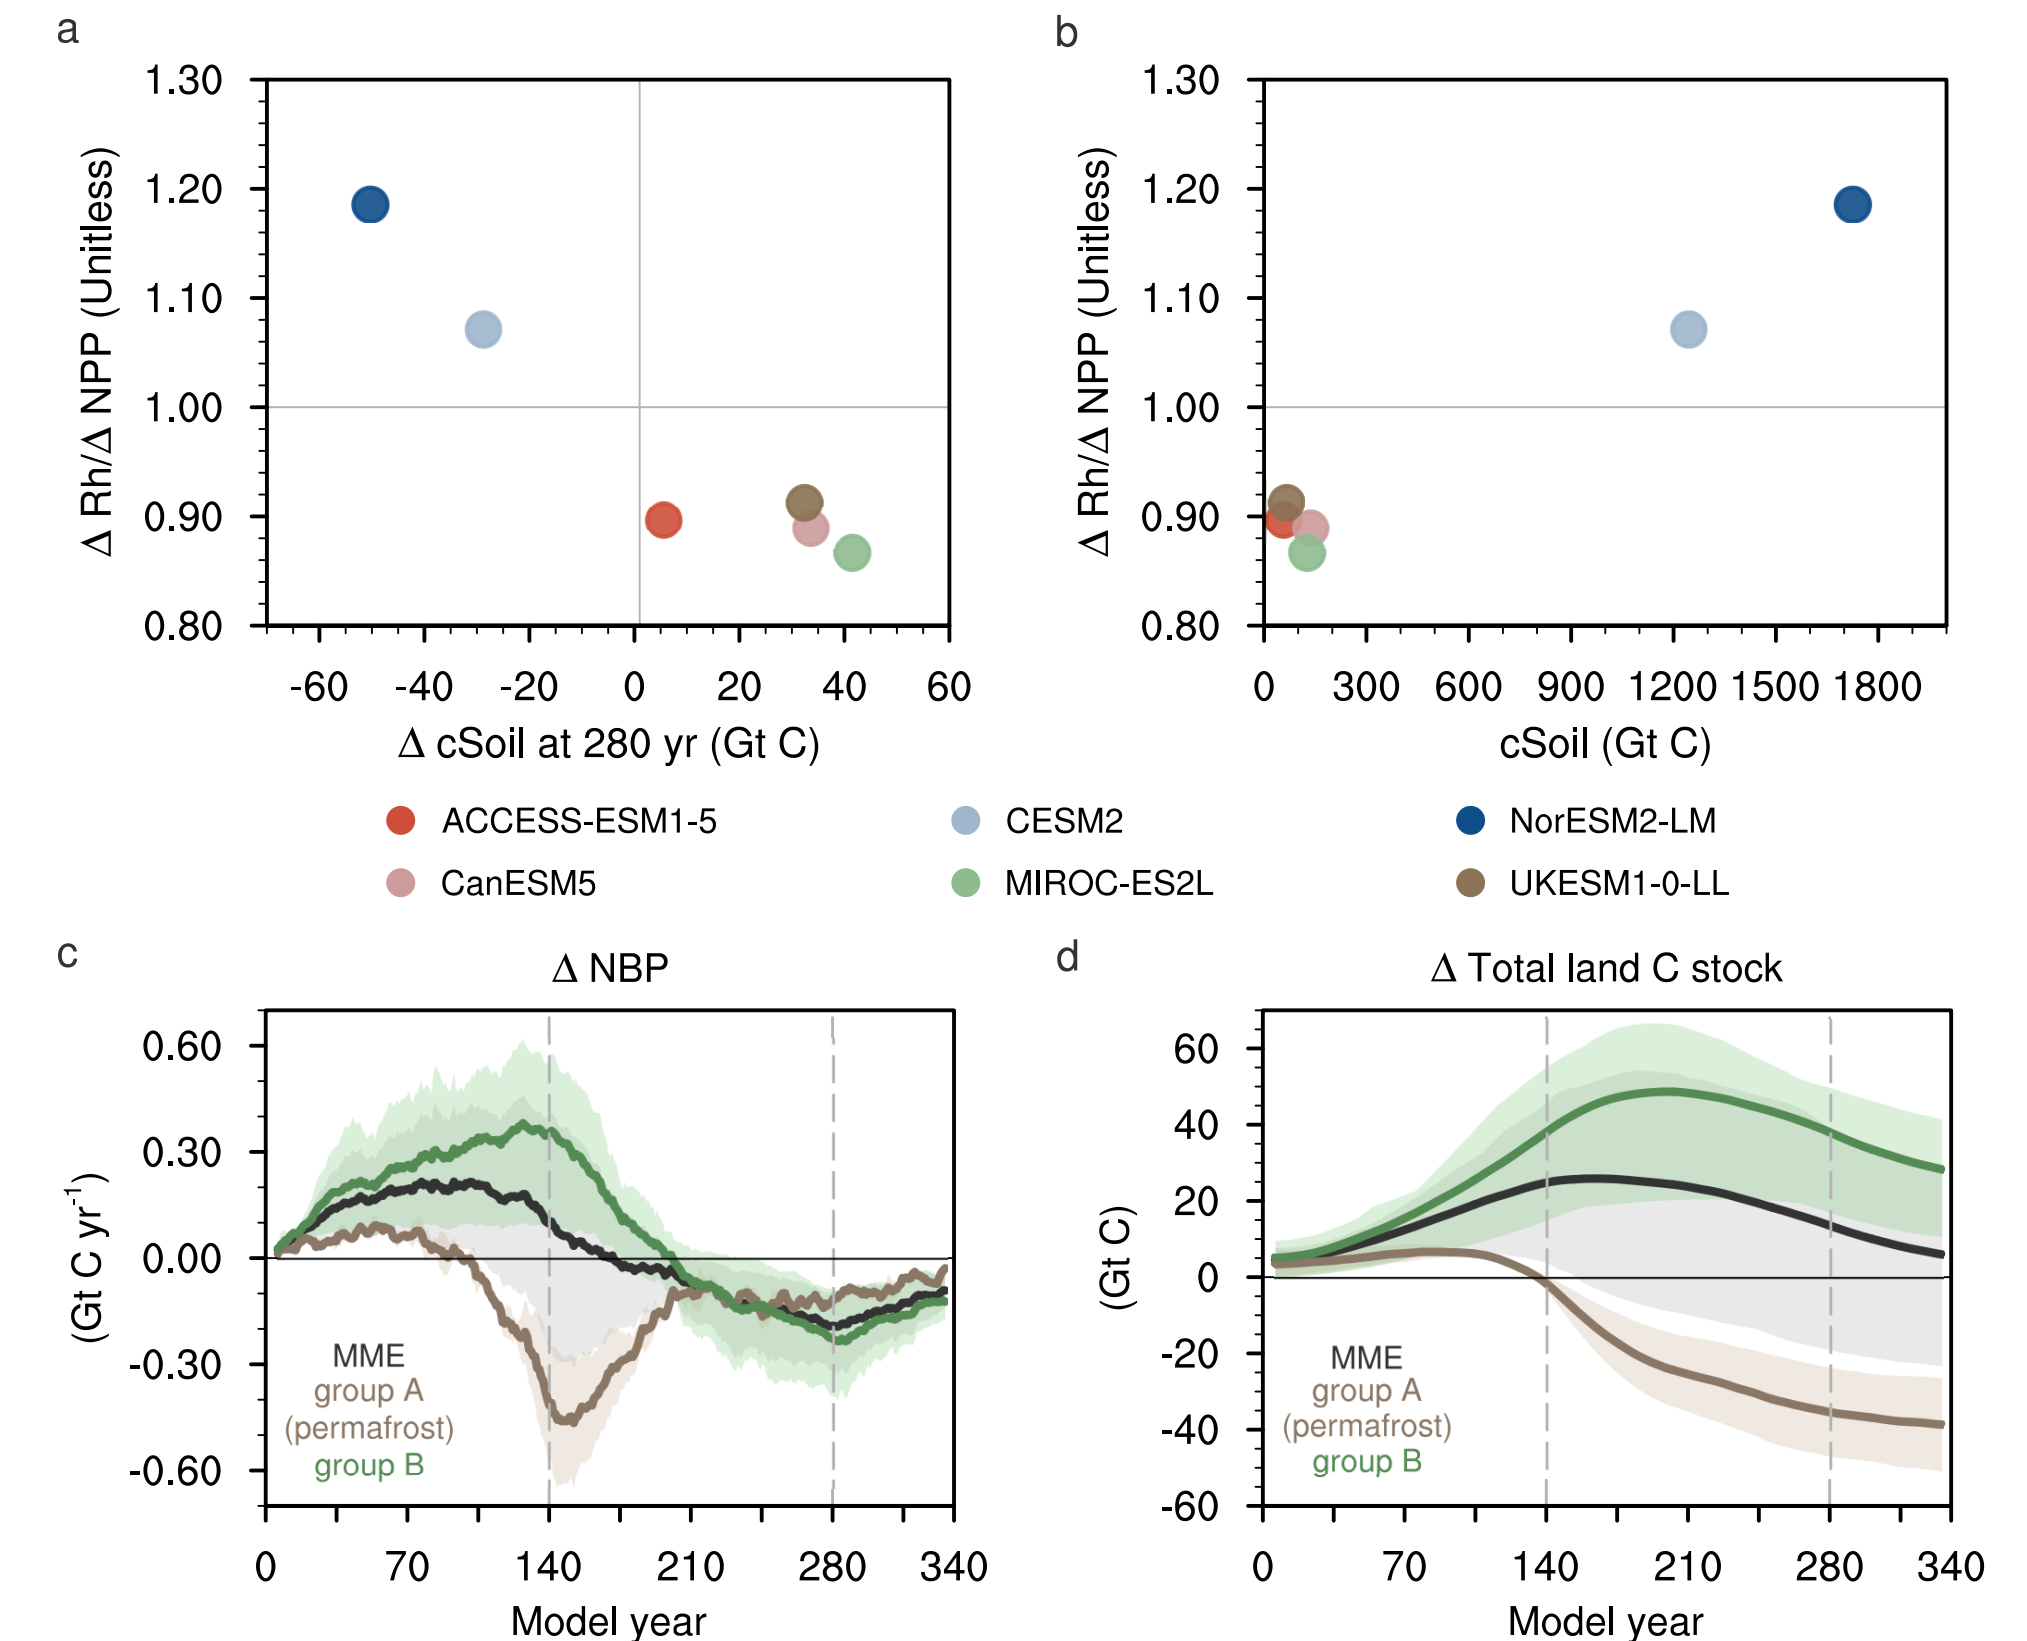 a
b
1.30
1.20
1.10
1.00
0.90
0.80
Δ Rh/Δ NPP (Unitless)
-60 -40 -20 0 20 40 60
Δ cSoil at 280 yr (Gt C)
1.30
1.20
1.10
1.00
0.90
0.80
Δ Rh/Δ NPP (Unitless)
0 300 600 900 1200 1500 1800
cSoil (Gt C)
ACCESS-ESM1-5
CESM2
NorESM2-LM
CanESM5
MIROC-ES2L
UKESM1-0-LL
c
Δ NBP
0.60
0.30
0.00
-0.30
-0.60
(Gt C yr⁻¹)
MME
group A
(permafrost)
group B
0 70 140 210 280 340
Model year
d
Δ Total land C stock
60
40
20
0
-20
-40
-60
(Gt C)
MME
group A
(permafrost)
group B
0 70 140 210 280 340
Model year